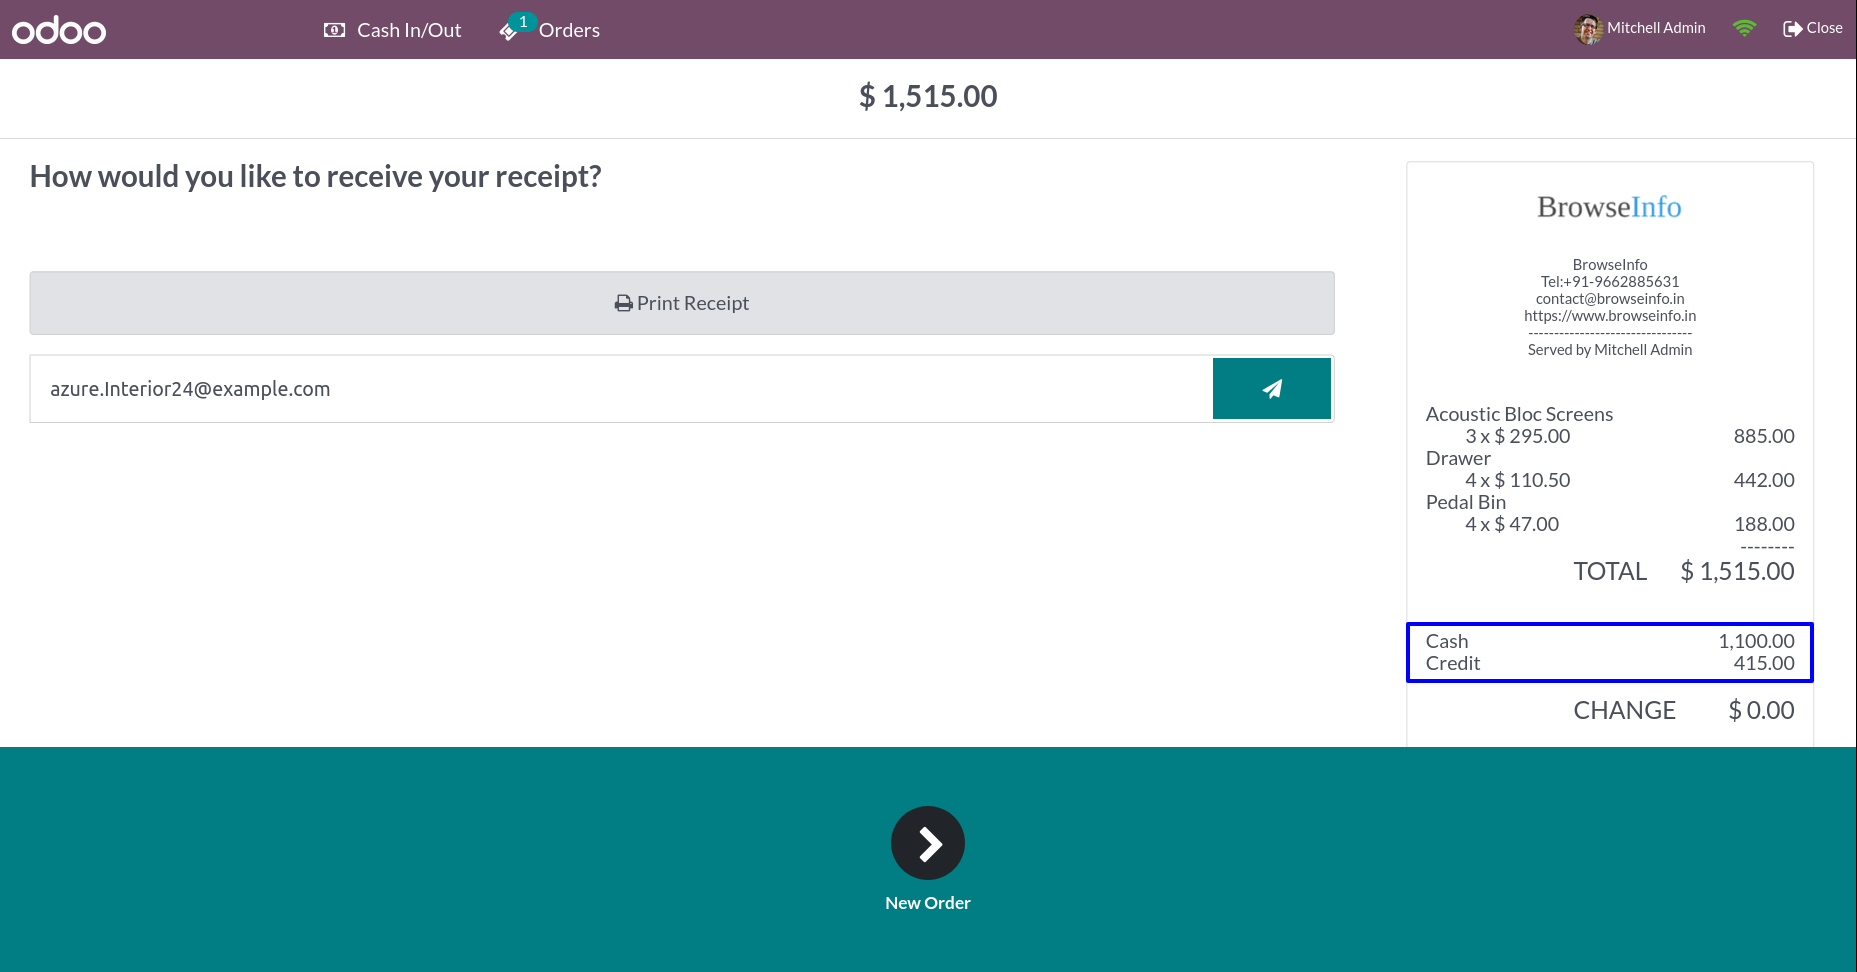 odoo
Cash In/Out
1
Orders
Mitchell Admin
Close
$ 1,515.00
How would you like to receive your receipt?
Print Receipt
azure.Interior24@example.com
BrowseInfo
BrowseInfo
Tel:+91-9662885631
contact@browseinfo.in
https://www.browseinfo.in
--------------------------------
Served by Mitchell Admin
Acoustic Bloc Screens
3 x $ 295.00 885.00
Drawer
4 x $ 110.50 442.00
Pedal Bin
4 x $ 47.00 188.00
--------
TOTAL $ 1,515.00
Cash 1,100.00
Credit 415.00
CHANGE $ 0.00
New Order